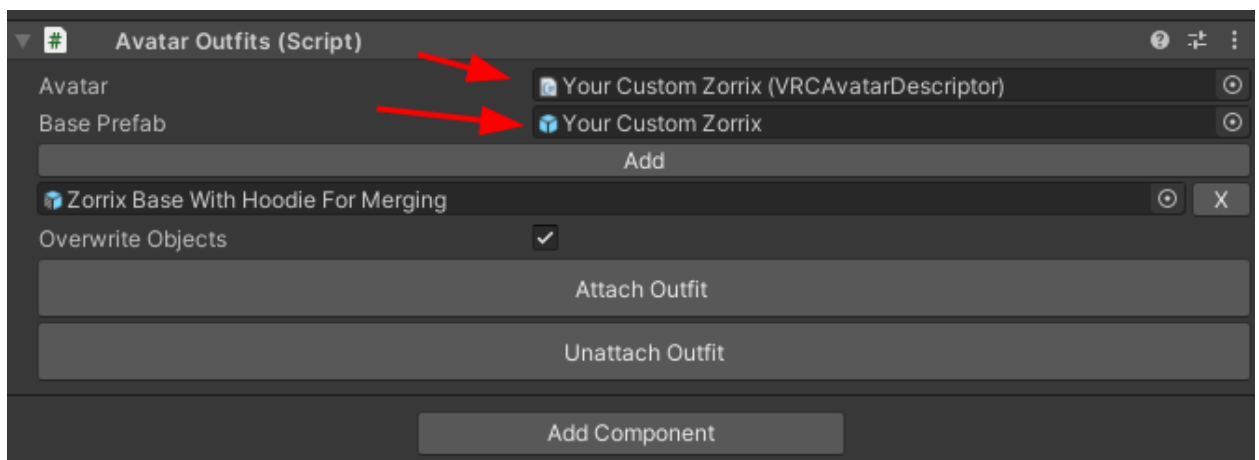 # Avatar Outfits (Script)
Avatar Your Custom Zorrix (VRCAvatarDescriptor)
Base Prefab Your Custom Zorrix
Add
Zorrix Base With Hoodie For Merging X
Overwrite Objects
Attach Outfit
Unattach Outfit
Add Component